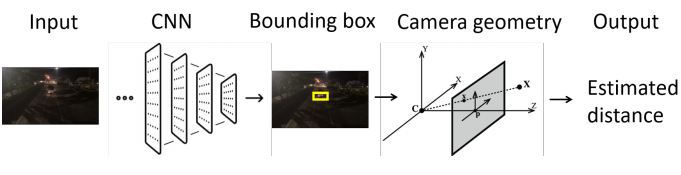 Input CNN Bounding box Camera geometry Output
Y
X
X
x
C
p
Z
Estimated
distance